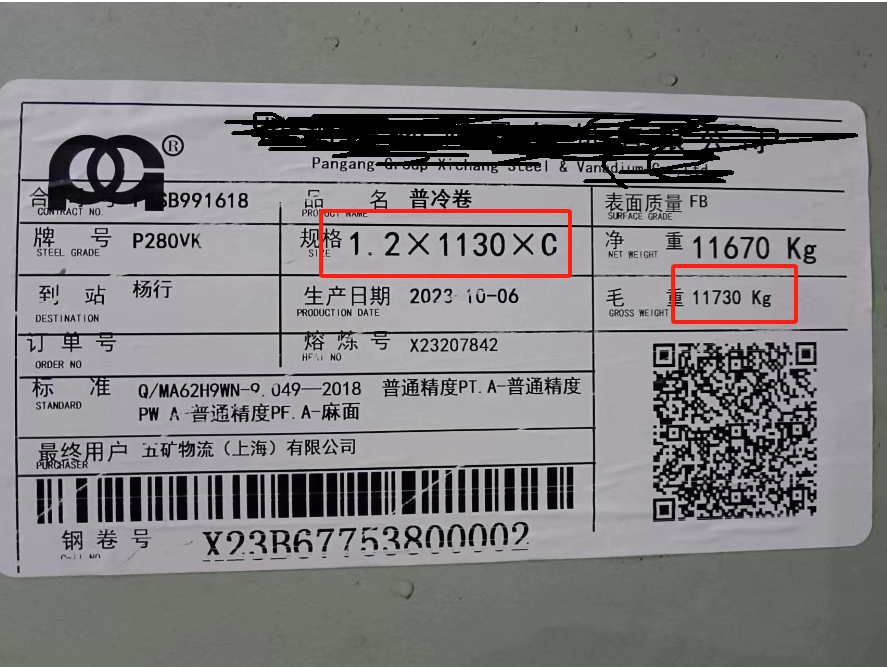 ®
Pangang Group Xichang Steel & Vanadium Co. Ltd
合 号 SB991618 品 名 普冷卷 表面质量 FB
CONTRACT NO. PRODUCT NAME SURFACE GRADE
牌 号 P280VK 规格 1.2×1130×C 净 重 11670 Kg
STEEL GRADE SIZE NET WEIGHT
到 站 杨行 生产日期 2023-10-06 毛 重 11730 Kg
DESTINATION PRODUCTION DATE GROSS WEIGHT
订 单 号 熔 炼 号 X23207842
ORDER NO HEAT NO
标 准 Q/MA62H9WN-9.049—2018 普通精度PT.A-普通精度
STANDARD PW A-普通精度PF.A-麻面
最终用户 五矿物流（上海）有限公司
PURCHASER
钢 卷 号 X23B67753800002
Coil NO